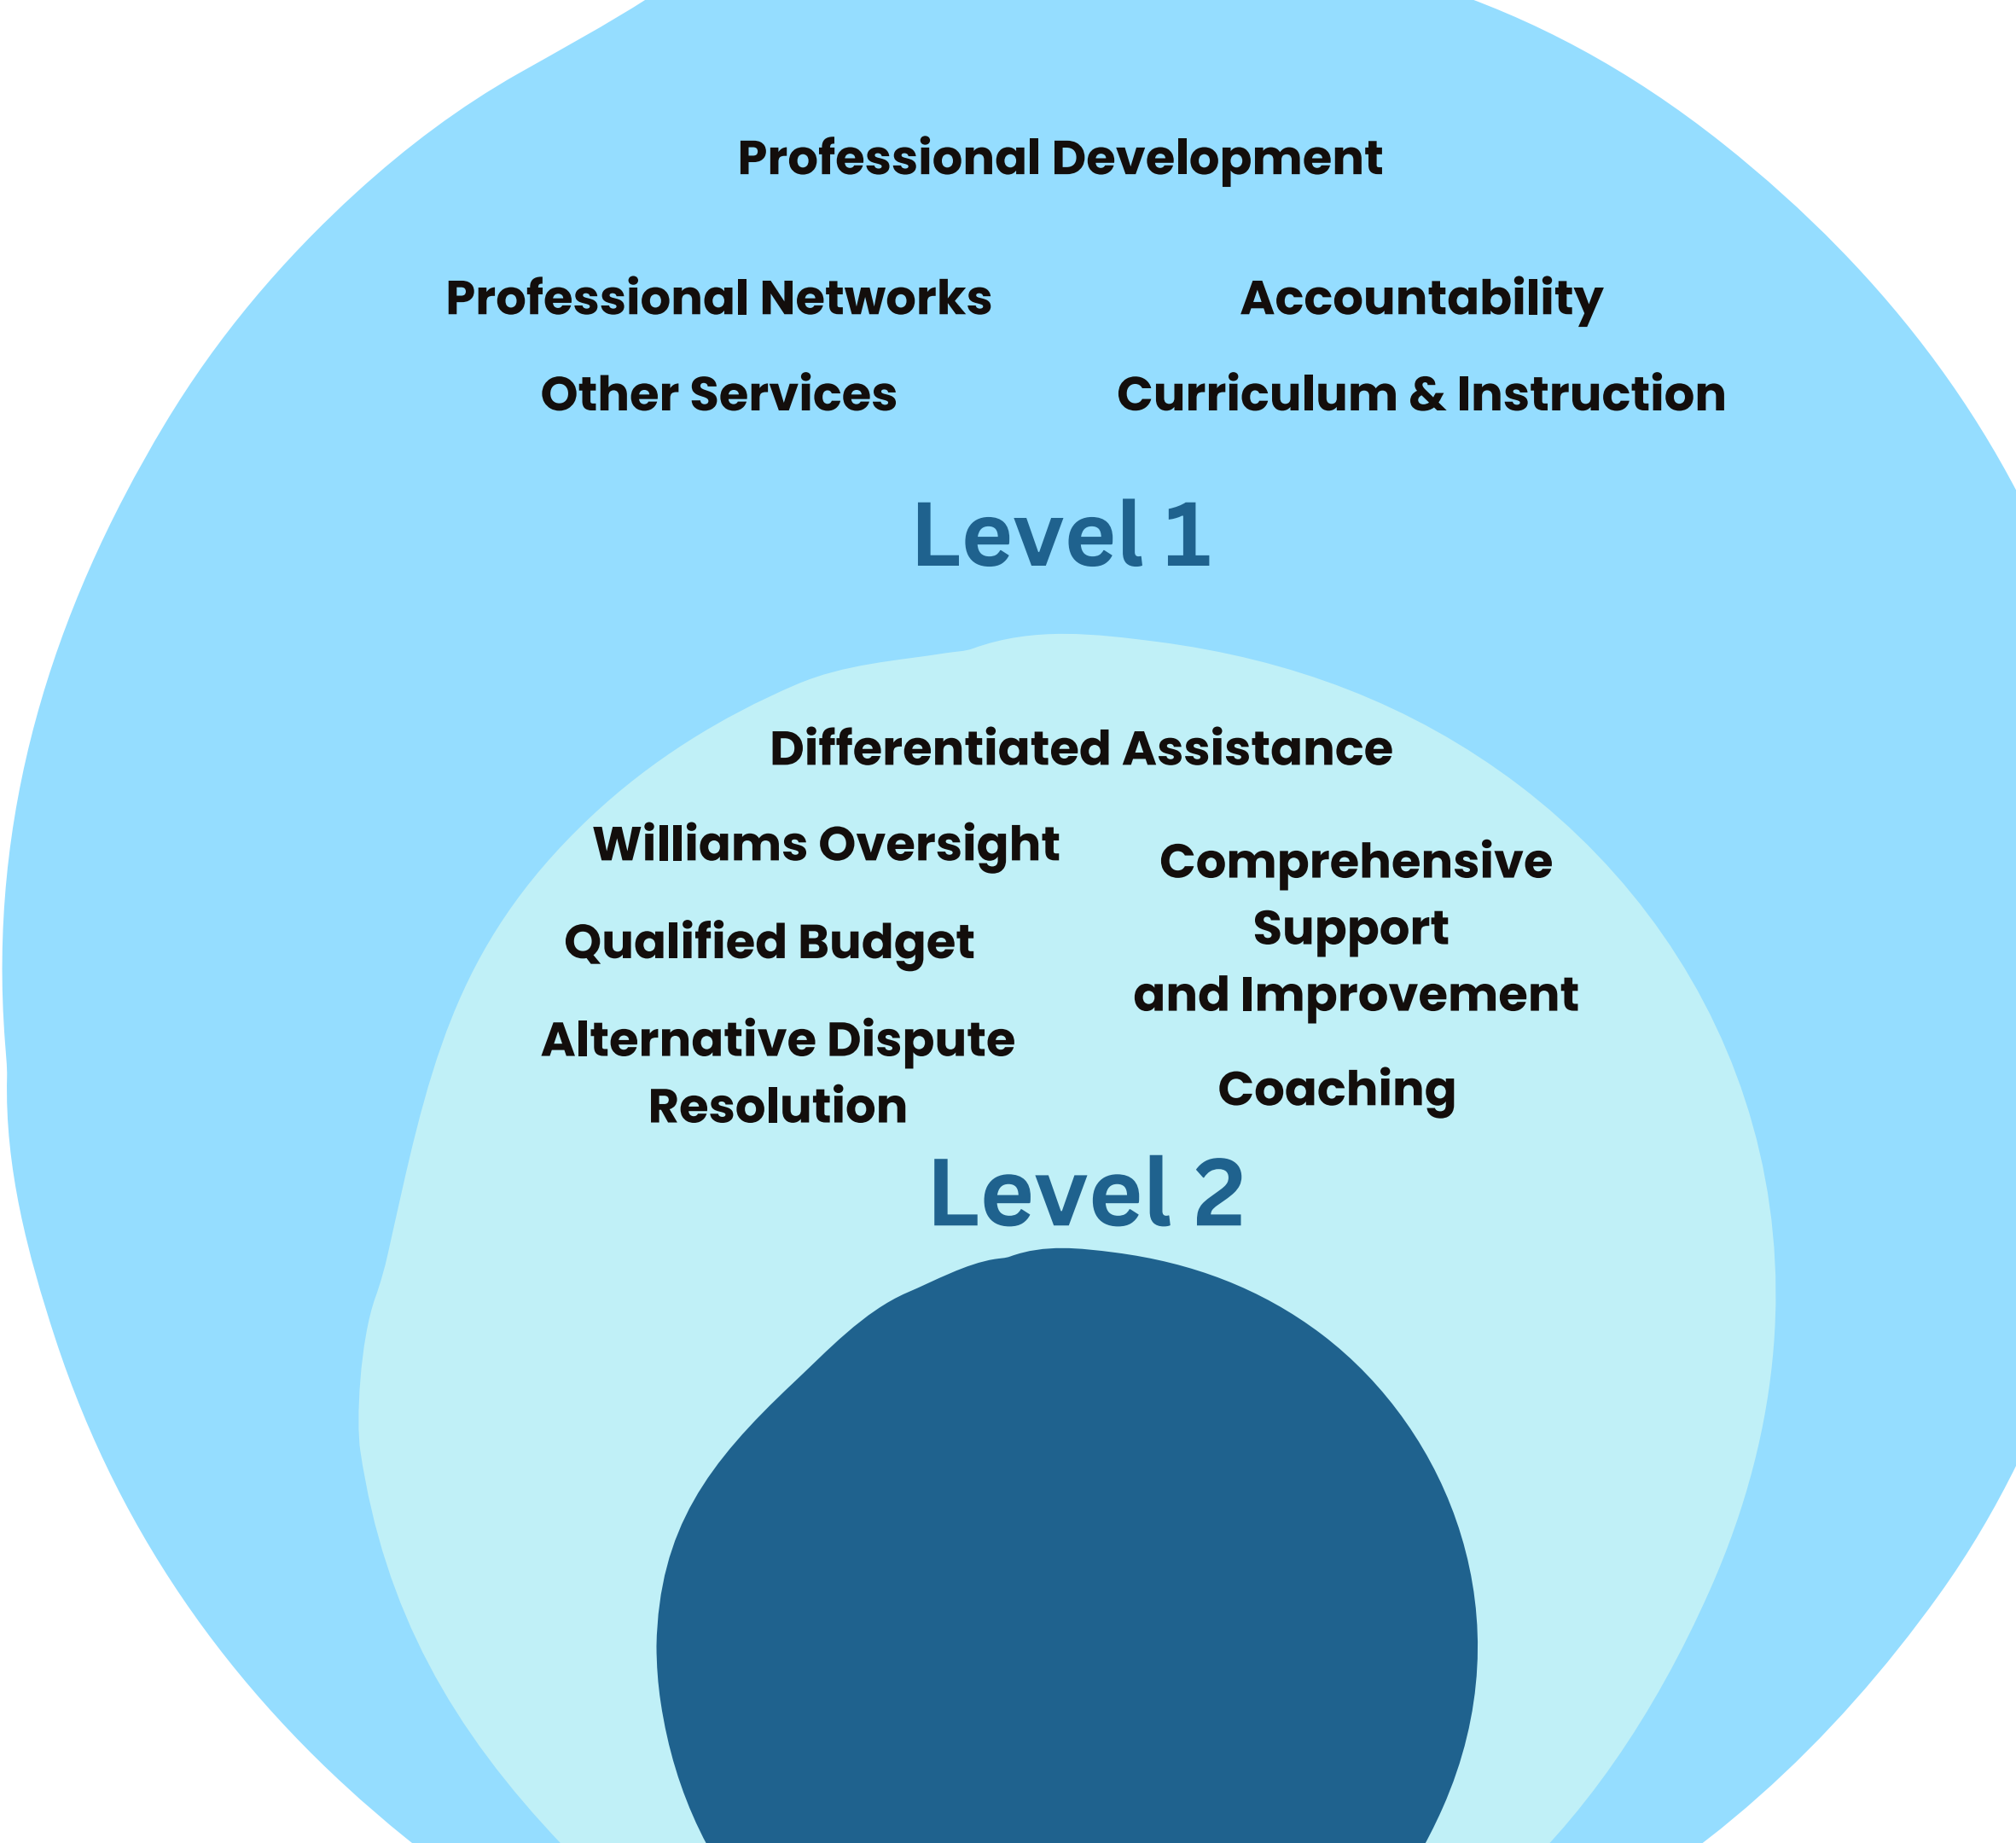 Professional Development
Professional Networks
Accountability
Other Services
Curriculum & Instruction
Level 1
Differentiated Assistance
Williams Oversight
Qualified Budget
Alternative Dispute
Resolution
Comprehensive
Support
and Improvement
Coaching
Level 2